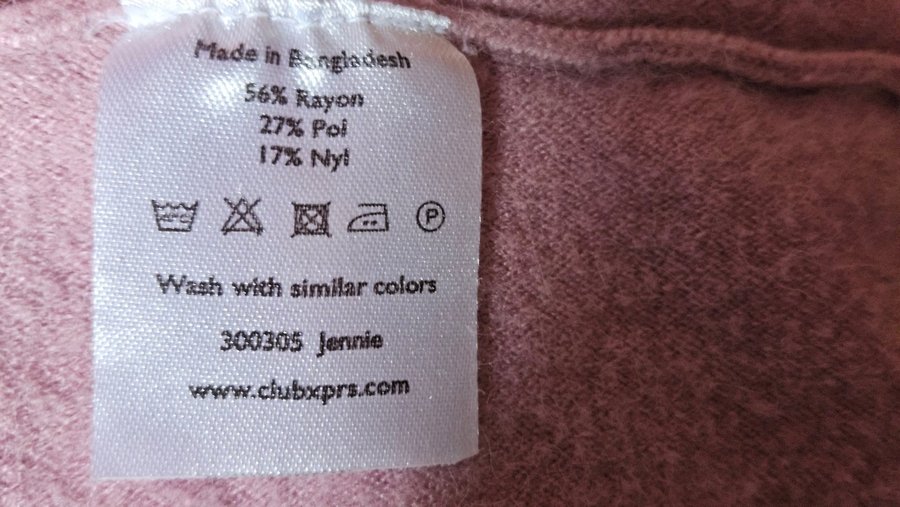 Made in Bangladesh
56% Rayon
27% Pol
17% Nyl
P
Wash with similar colors
300305 Jennie
www.clubxprs.com